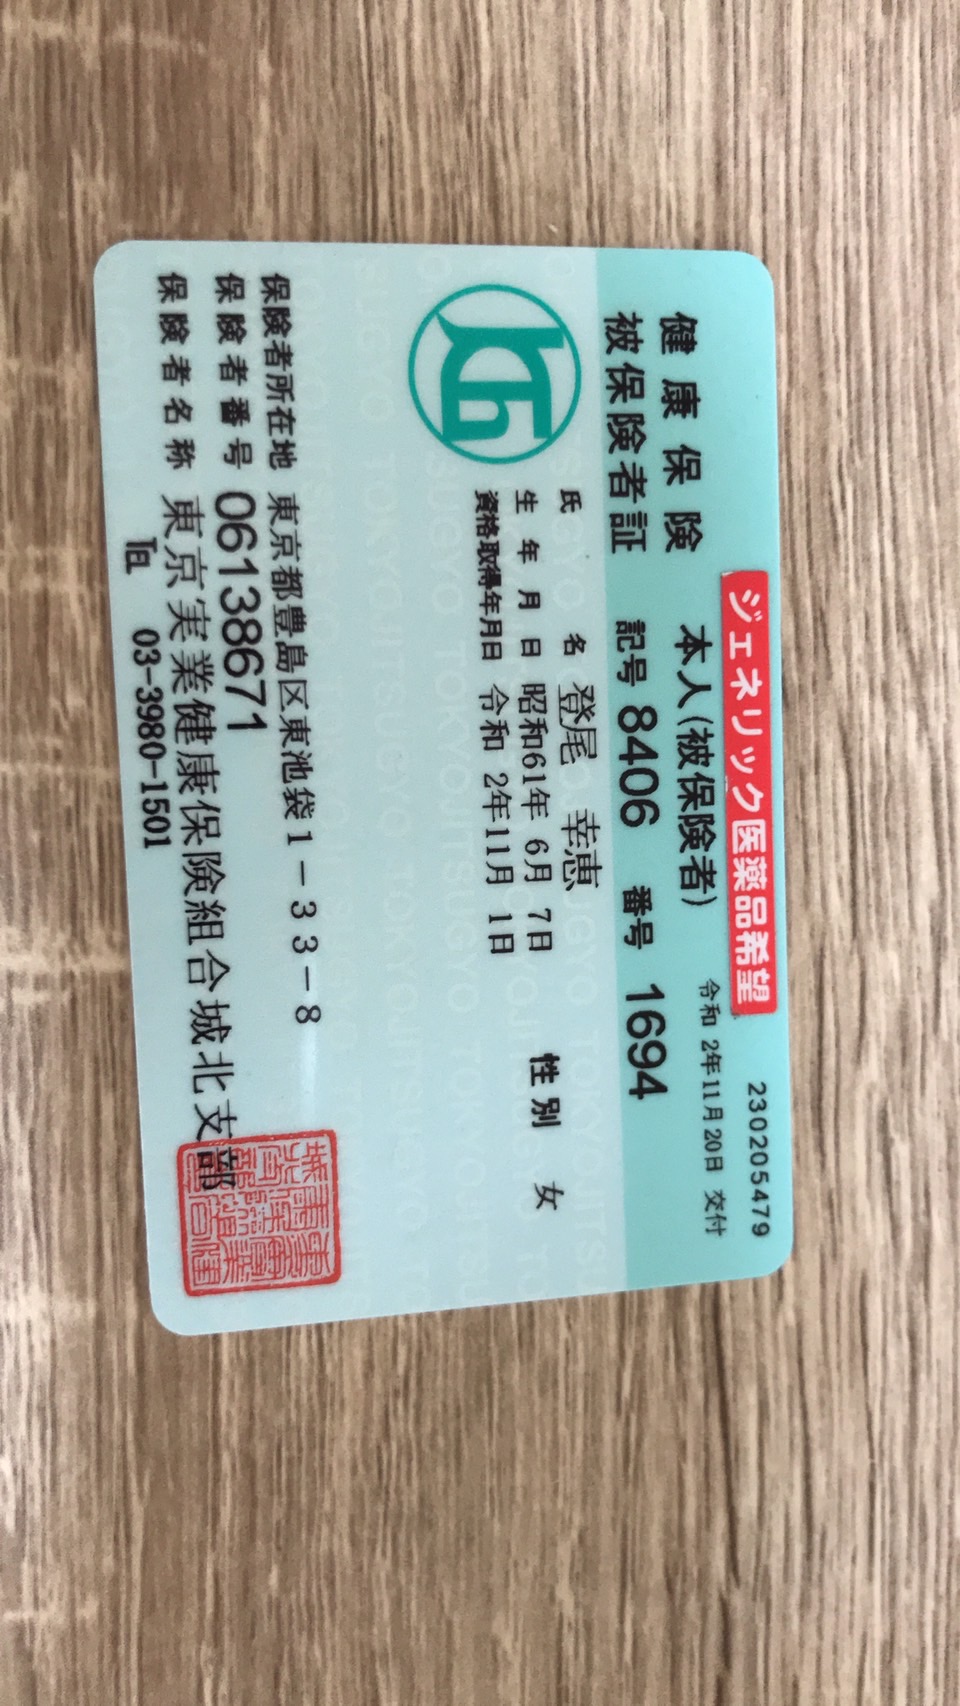 ジェネリック医薬品希望
230205479
健康保険 本人(被保険者) 令和 2年11月20日 交付
被保険者証 記号 8406 番号 1694
氏名 登尾 幸恵
生年月日 昭和61年 6月 7日 性別 女
資格取得年月日 令和 2年11月 1日
保険者所在地 東京都豊島区東池袋1-33-8
保険者番号 06138671
保険者名称 東京実業健康保険組合城北支部
℡ 03-3980-1501